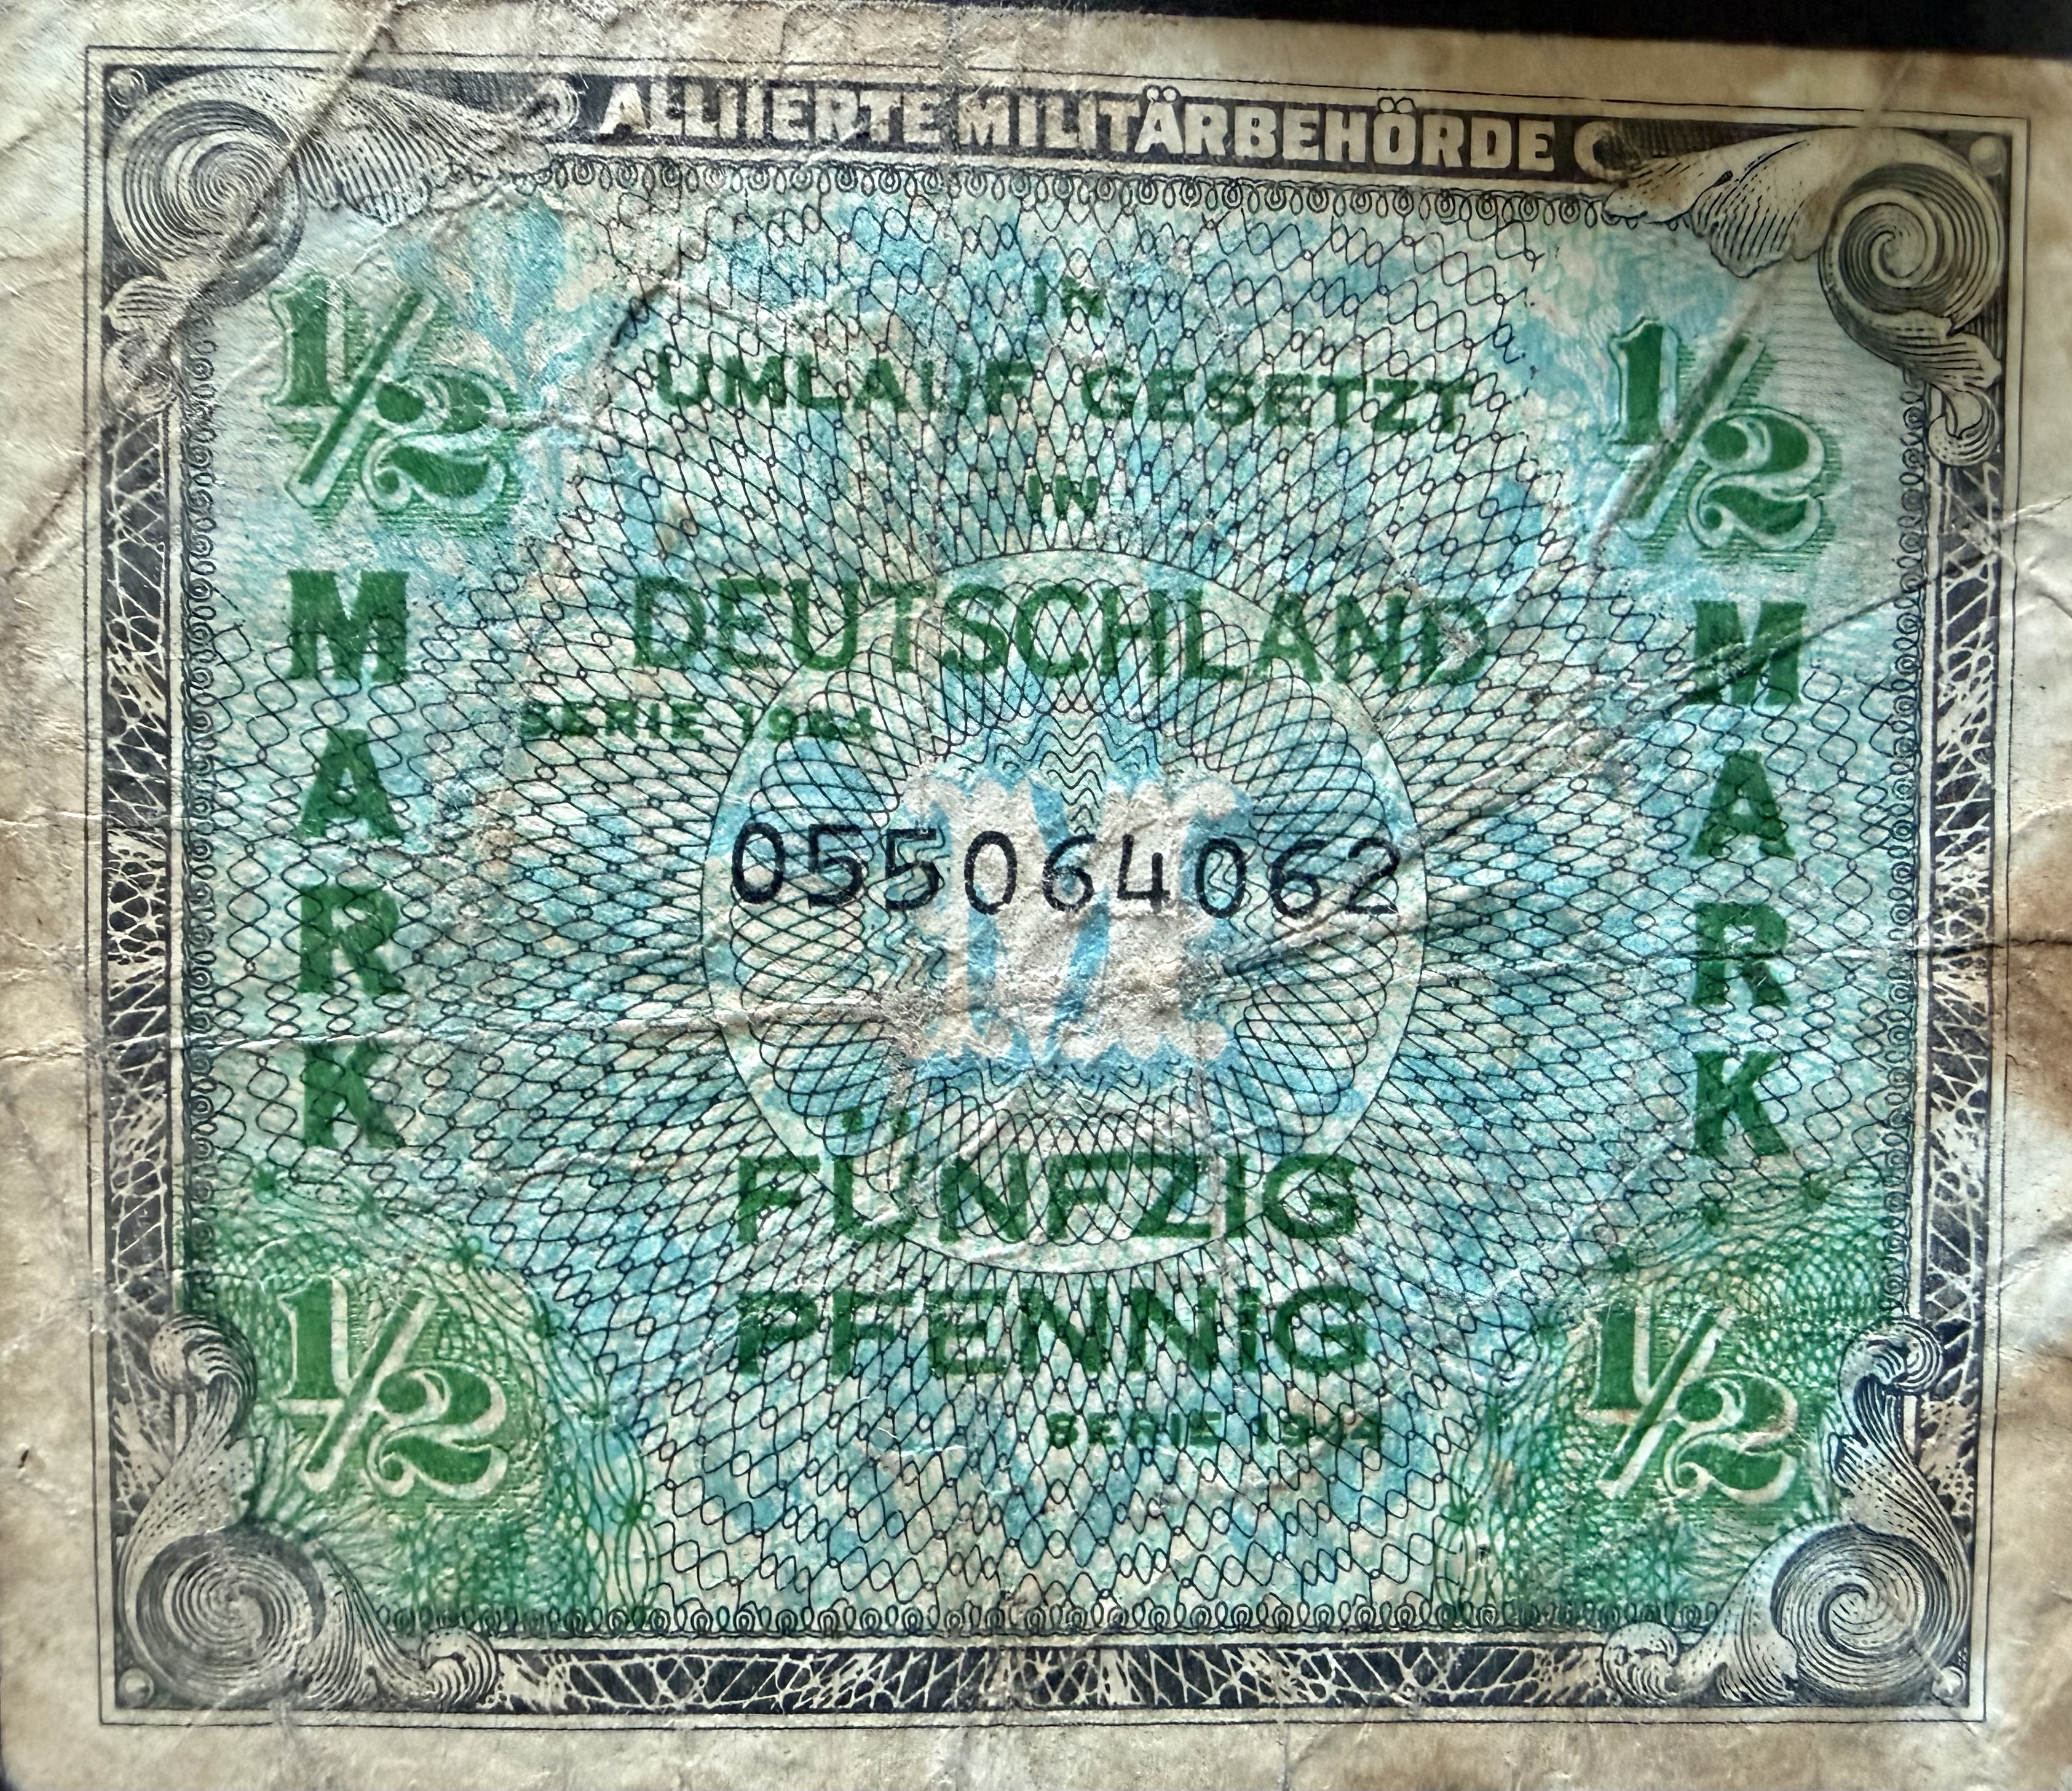 ALLIIERTE MILITÄRBEHÖRDE
1/2 1/2
IN
UMLAUF GESETZT
IN
DEUTSCHLAND
MARK MARK
SERIE 1944
055064062
M
FÜNFZIG
PFENNIG
1/2 1/2
SERIE 1944